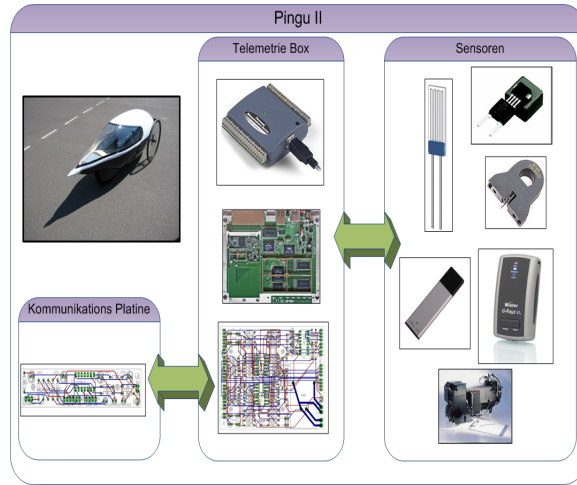 Pingu II
Telemetrie Box
Sensoren
Kommunikations Platine